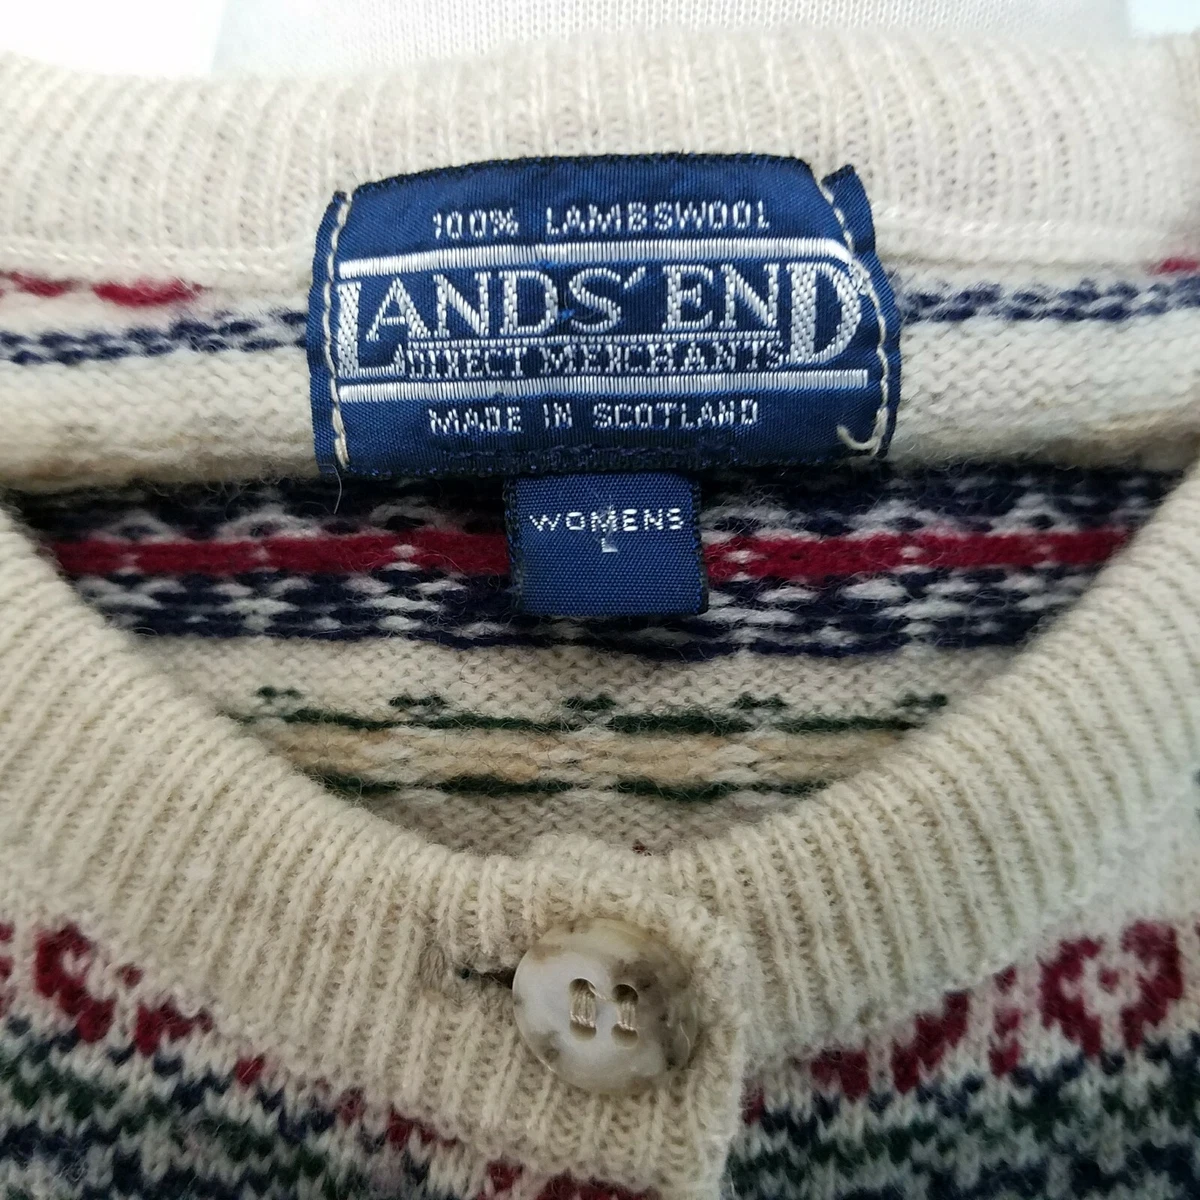 100% LAMBSWOOL
LANDS' END
DIRECT MERCHANTS
MADE IN SCOTLAND
WOMENS
L